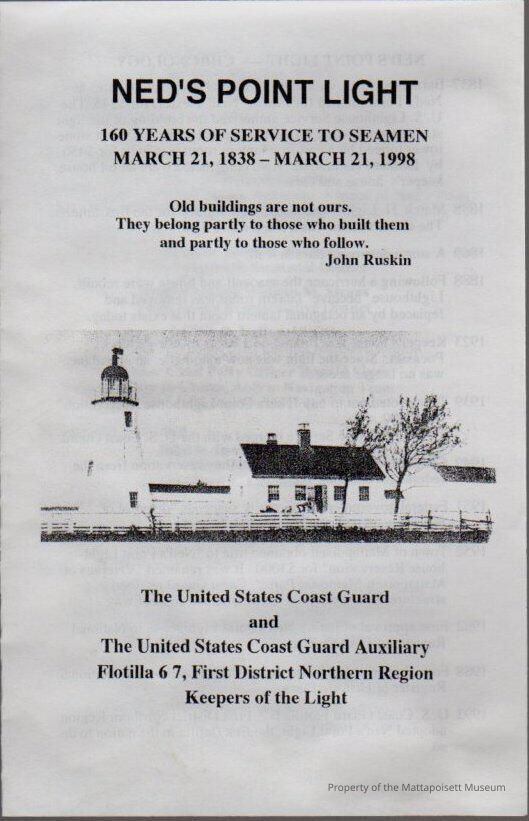 NED'S POINT LIGHT
160 YEARS OF SERVICE TO SEAMEN
MARCH 21, 1838 – MARCH 21, 1998
Old buildings are not ours.
They belong partly to those who built them
and partly to those who follow.
John Ruskin
The United States Coast Guard
and
The United States Coast Guard Auxiliary
Flotilla 6 7, First District Northern Region
Keepers of the Light
Property of the Mattapoisett Museum